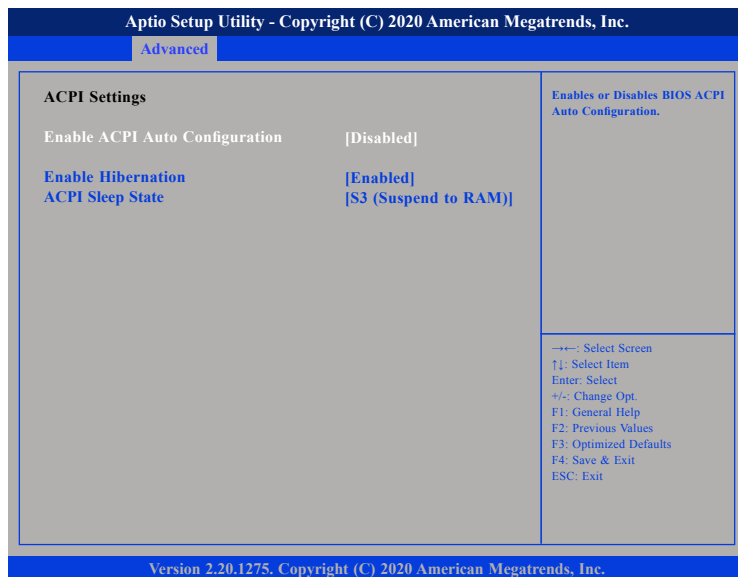 Aptio Setup Utility - Copyright (C) 2020 American Megatrends, Inc.
Advanced
ACPI Settings
Enable ACPI Auto Configuration [Disabled]
Enable Hibernation [Enabled]
ACPI Sleep State [S3 (Suspend to RAM)]
Enables or Disables BIOS ACPI
Auto Configuration.
→←: Select Screen
↑↓: Select Item
Enter: Select
+/-: Change Opt.
F1: General Help
F2: Previous Values
F3: Optimized Defaults
F4: Save & Exit
ESC: Exit
Version 2.20.1275. Copyright (C) 2020 American Megatrends, Inc.